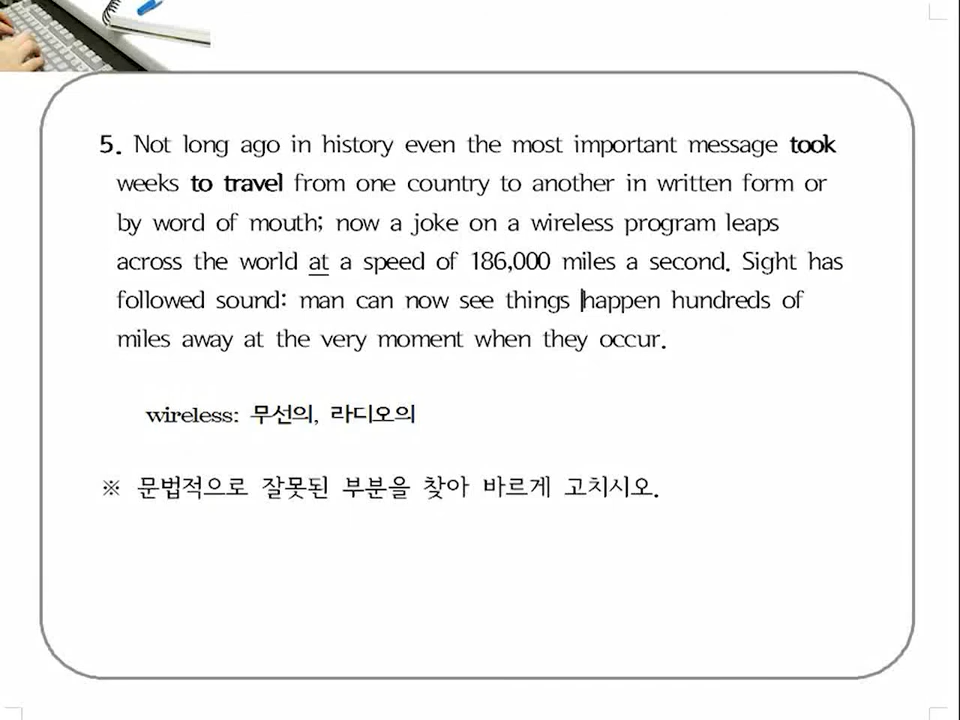 5. Not long ago in history even the most important message took
weeks to travel from one country to another in written form or
by word of mouth; now a joke on a wireless program leaps
across the world at a speed of 186,000 miles a second. Sight has
followed sound: man can now see things happen hundreds of
miles away at the very moment when they occur.
wireless: 무선의, 라디오의
※ 문법적으로 잘못된 부분을 찾아 바르게 고치시오.